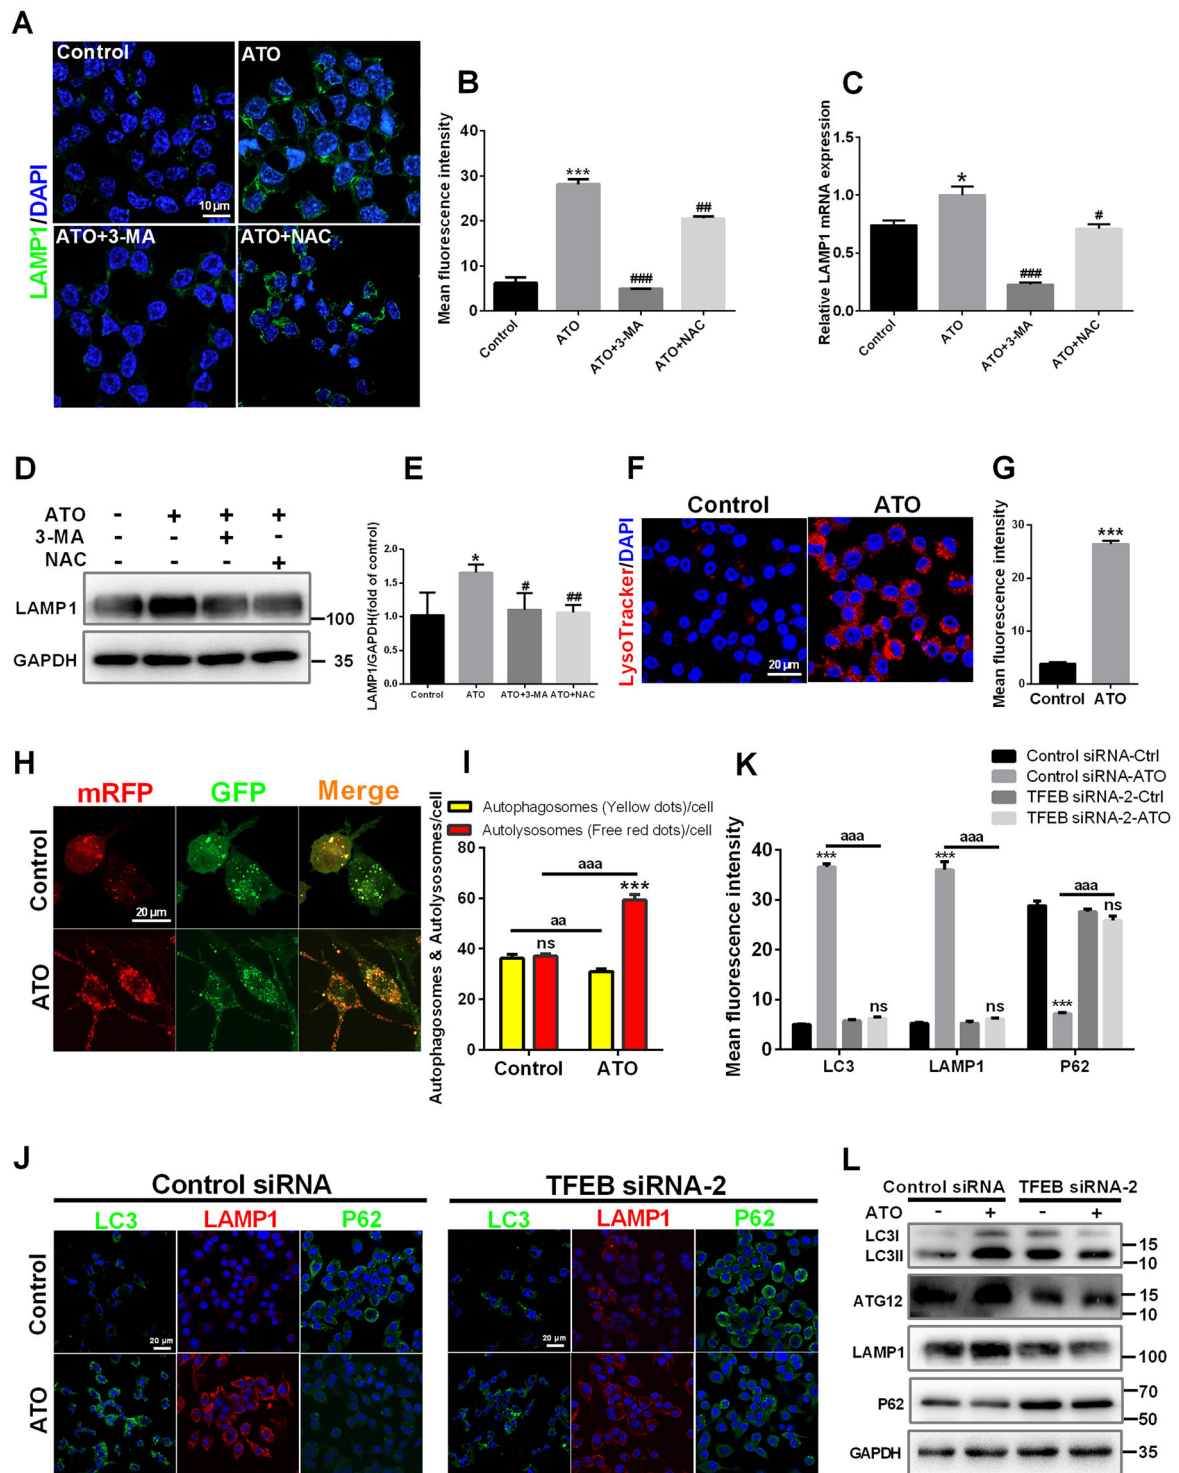 A
Control
ATO
10 µm
ATO+3-MA
ATO+NAC
LAMP1/DAPI
B
Mean fluorescence intensity
40
30
20
10
0
***
###
##
Control
ATO
ATO+3-MA
ATO+NAC
C
Relative LAMP1 mRNA expression
1.5
1.0
0.5
0.0
*
###
#
Control
ATO
ATO+3-MA
ATO+NAC
D
ATO - + + +
3-MA - - + -
NAC - - - +
LAMP1
100
GAPDH
35
E
LAMP1/GAPDH(fold of control)
2.0
1.5
1.0
0.5
0.0
*
#
##
Control
ATO
ATO+3-MA
ATO+NAC
F
Control
ATO
LysoTracker/DAPI
20 µm
G
Mean fluorescence intensity
30
20
10
0
***
Control
ATO
H
mRFP
GFP
Merge
Control
20 µm
ATO
I
Autophagosomes (Yellow dots)/cell
Autolysosomes (Free red dots)/cell
Autophagosomes & Autolysosomes/cell
80
60
40
20
0
aaa
***
aa
ns
Control
ATO
K
Control siRNA-Ctrl
Control siRNA-ATO
TFEB siRNA-2-Ctrl
TFEB siRNA-2-ATO
Mean fluorescence intensity
40
30
20
10
0
*** aaa
ns
*** aaa
ns
aaa
ns
***
LC3
LAMP1
P62
J
Control siRNA
TFEB siRNA-2
LC3
LAMP1
P62
LC3
LAMP1
P62
Control
20 µm
20 µm
ATO
L
Control siRNA
TFEB siRNA-2
ATO - + - +
LC3I
LC3II
15
10
ATG12
15
10
LAMP1
100
P62
70
50
GAPDH
35